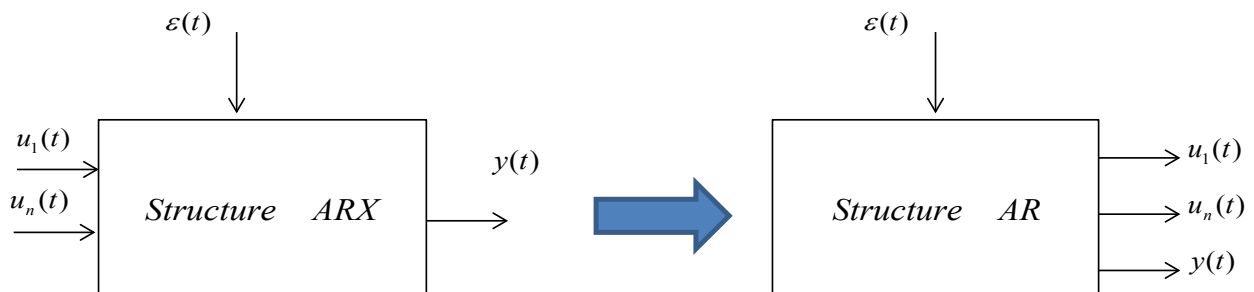 ε(t)
u₁(t)
uₙ(t)
Structure ARX
y(t)
ε(t)
Structure AR
u₁(t)
uₙ(t)
y(t)